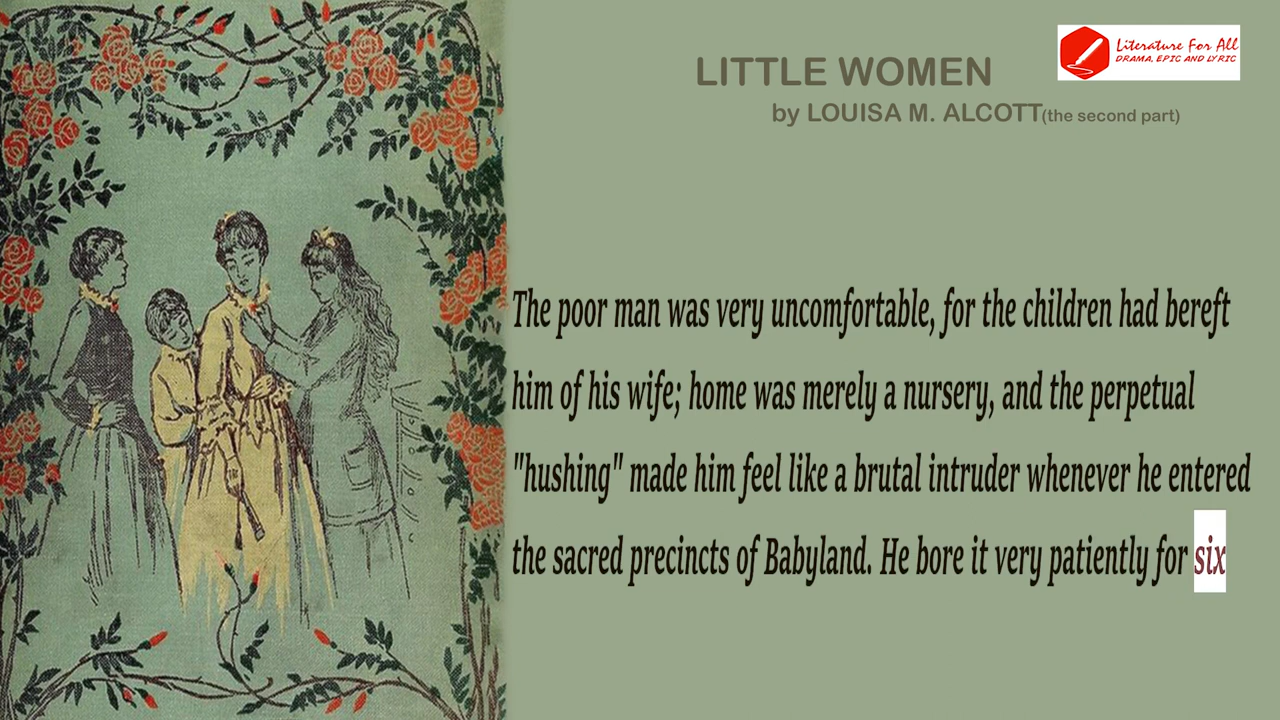 LITTLE WOMEN
by LOUISA M. ALCOTT(the second part)
Literature For All
DRAMA, EPIC AND LYRIC
The poor man was very uncomfortable, for the children had bereft
him of his wife; home was merely a nursery, and the perpetual
"hushing" made him feel like a brutal intruder whenever he entered
the sacred precincts of Babyland. He bore it very patiently for six